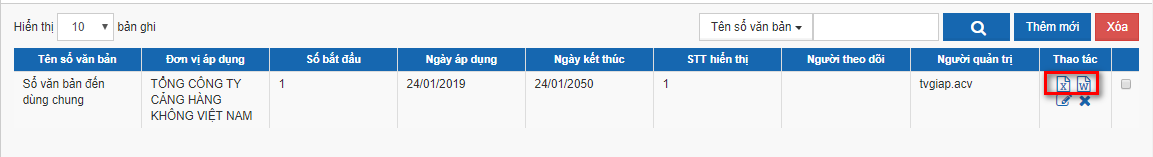 Hiển thị 10 bản ghi Tên sổ văn bản Thêm mới Xóa
Tên sổ văn bản Đơn vị áp dụng Số bắt đầu Ngày áp dụng Ngày kết thúc STT hiển thị Người theo dõi Người quản trị Thao tác
Sổ văn bản đến TỔNG CÔNG TY 1 24/01/2019 24/01/2050 1 tvgiap.acv X W
dùng chung CẢNG HÀNG
KHÔNG VIỆT NAM